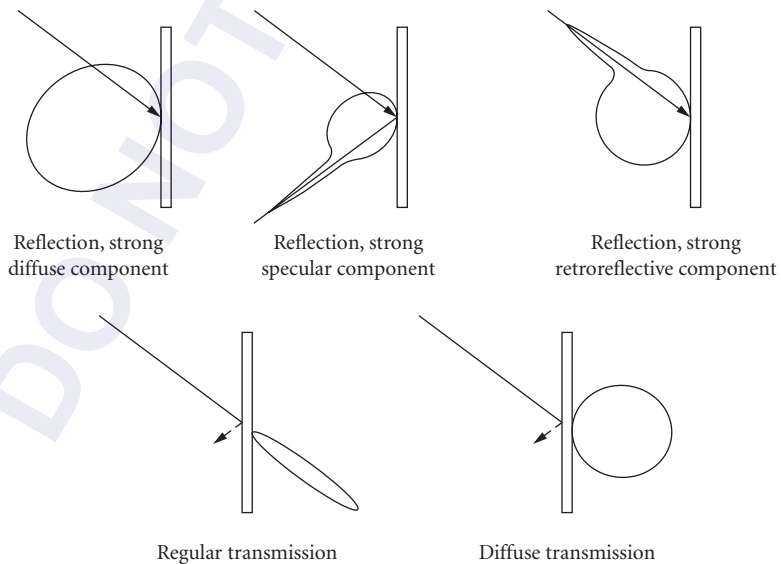 DO NOT
Reflection, strong
diffuse component
Reflection, strong
specular component
Reflection, strong
retroreflective component
Regular transmission
Diffuse transmission